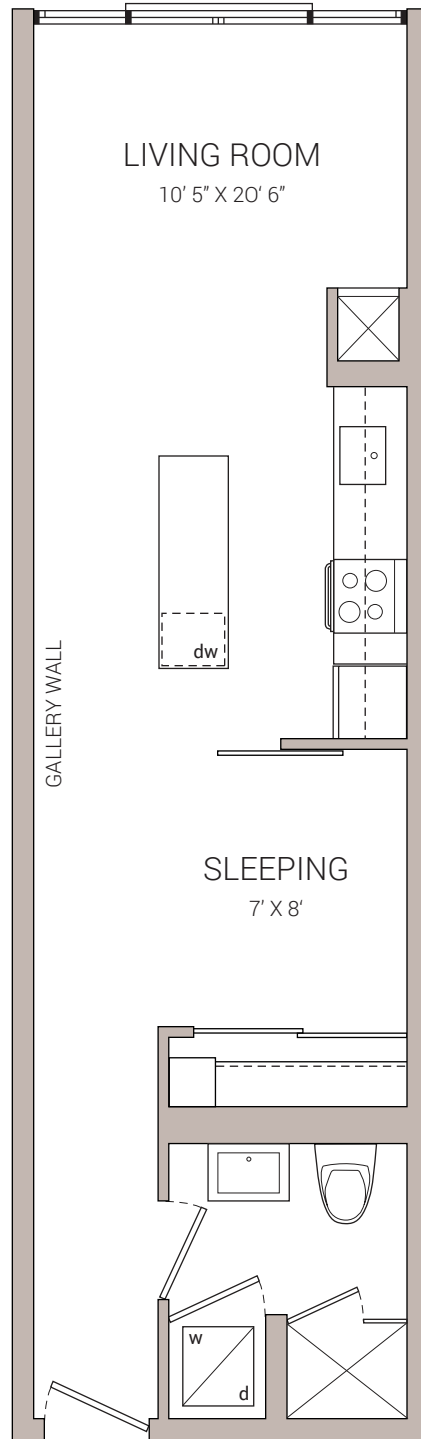 LIVING ROOM
10’ 5” X 20‘ 6”
dw
GALLERY WALL
SLEEPING
7’ X 8‘
w
d